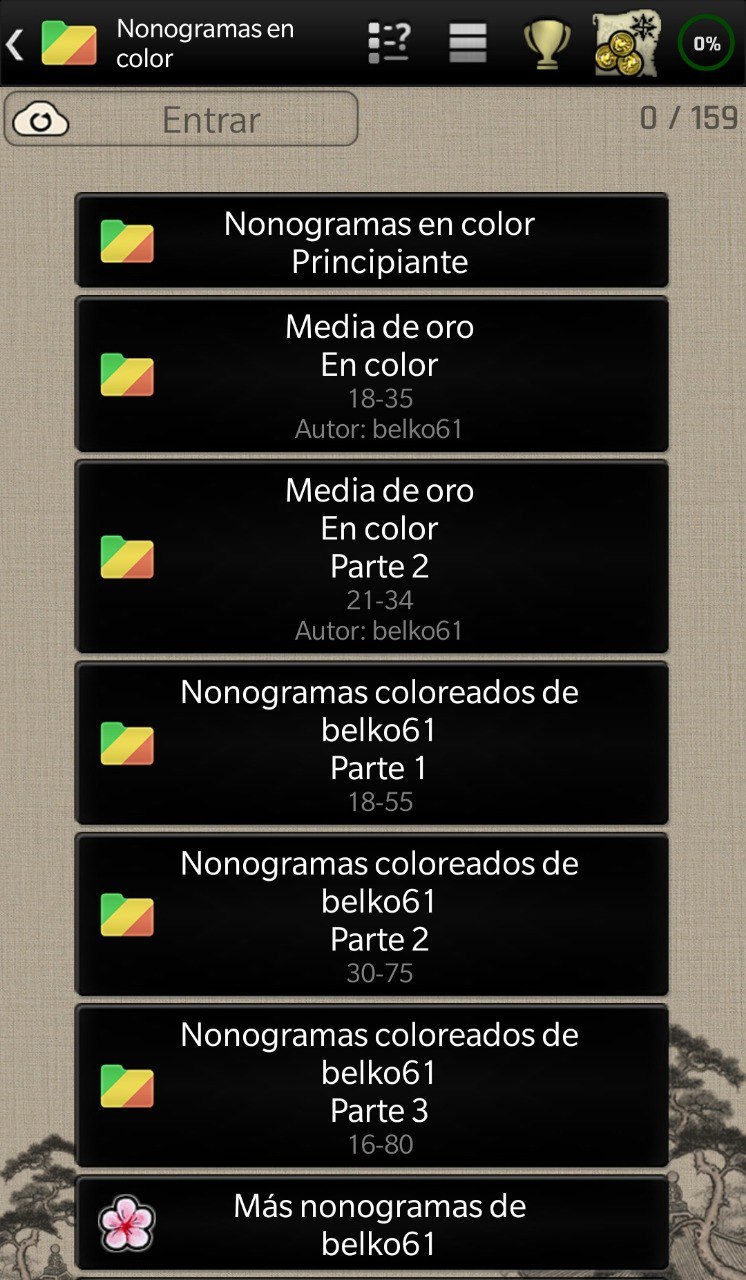 Nonogramas en
color
0%
Entrar
0 / 159
Nonogramas en color
Principiante
Media de oro
En color
18-35
Autor: belko61
Media de oro
En color
Parte 2
21-34
Autor: belko61
Nonogramas coloreados de
belko61
Parte 1
18-55
Nonogramas coloreados de
belko61
Parte 2
30-75
Nonogramas coloreados de
belko61
Parte 3
16-80
Más nonogramas de
belko61